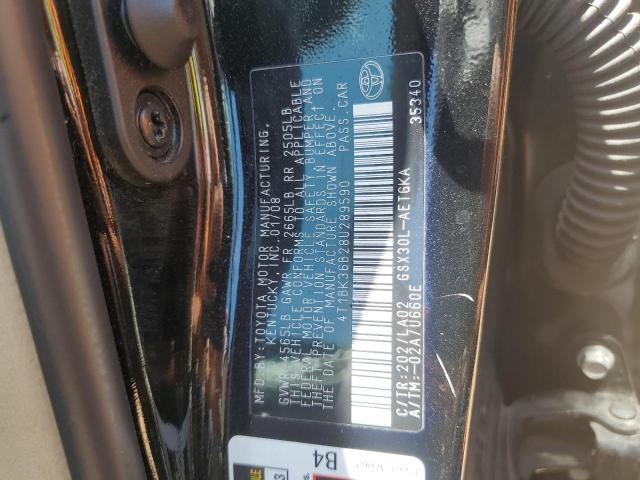 MFD.BY:TOYOTA MOTOR MANUFACTURING,
KENTUCKY, INC.01/08
GVWR 4565LB GAWR FR 2665LB RR 2505LB
THIS VEHICLE CONFORMS TO ALL APPLICABLE
FEDERAL MOTOR VEHICLE SAFETY BUMPER AND
THEFT PREVENTION STANDARDS IN EFFECT ON
THE DATE OF MANUFACTURE SHOWN ABOVE.
4T1BK36B28U289590 PASS.CAR
C/TR:202/LA02 GSX30L-AETGKA 35340
A/TM:-02A/U660E
B4